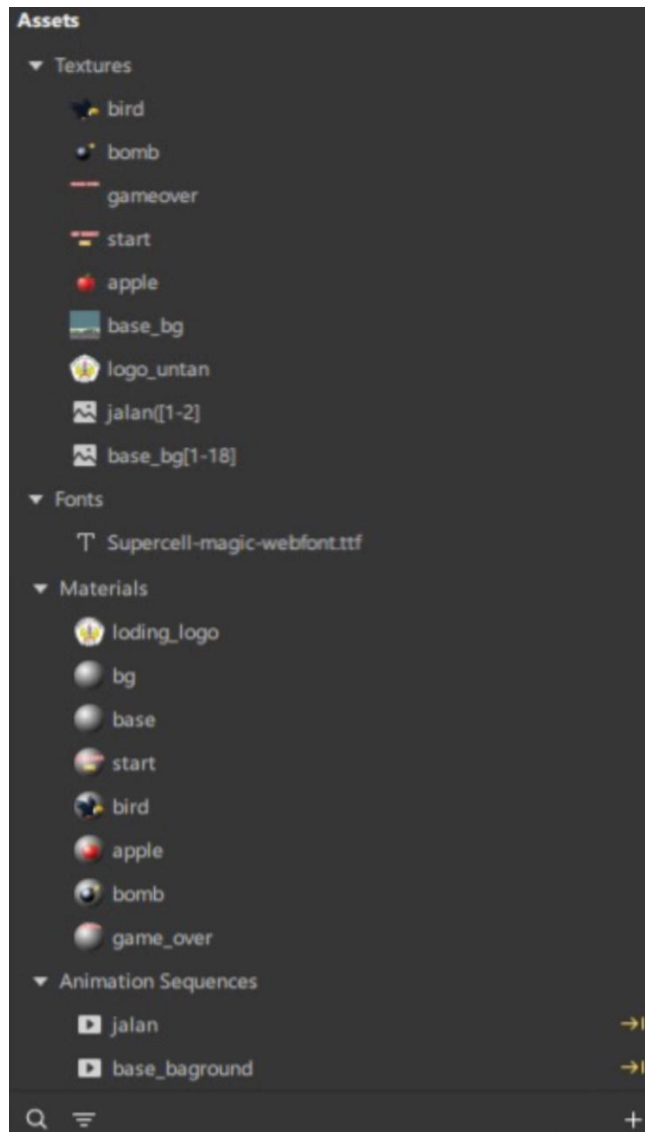 Assets
Textures
bird
bomb
gameover
start
apple
base_bg
logo_untan
jalan([1-2]
base_bg[1-18]
Fonts
Supercell-magic-webfont.ttf
Materials
loding_logo
bg
base
start
bird
apple
bomb
game_over
Animation Sequences
jalan
base_baground